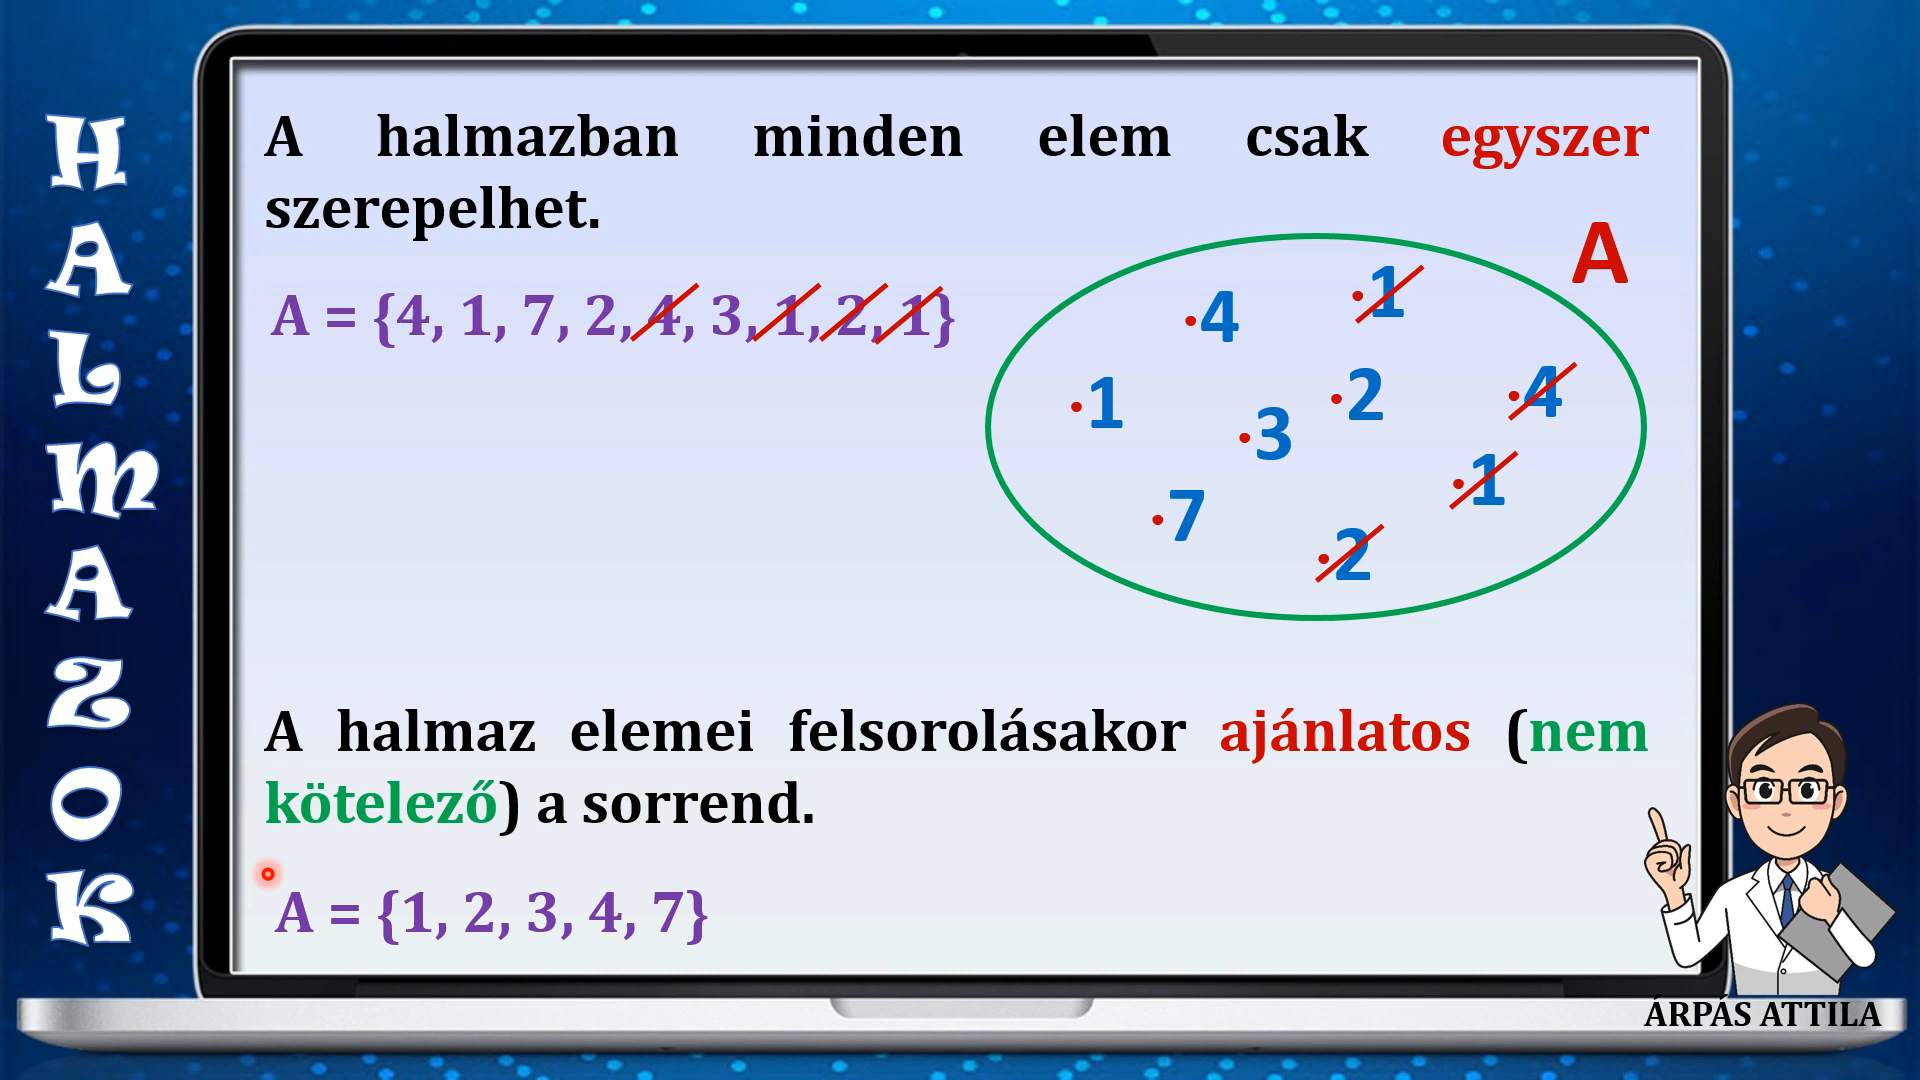 HALMAZOK
A halmazban minden elem csak egyszer
szerepelhet.
A = {4, 1, 7, 2, 4, 3, 1, 2, 1}
A
4
1
1
2
4
3
1
7
2
A halmaz elemei felsorolásakor ajánlatos (nem
kötelező) a sorrend.
A = {1, 2, 3, 4, 7}
ÁRPÁS ATTILA